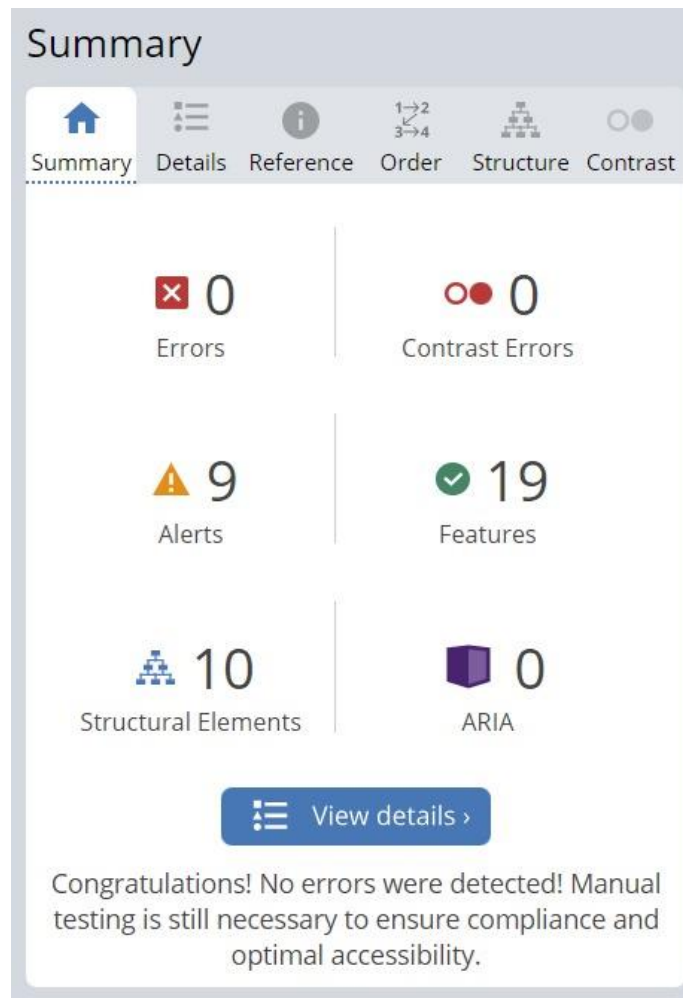 Summary
Summary Details Reference Order Structure Contrast
1→2
3→4
0 0
Errors Contrast Errors
9 19
Alerts Features
10 0
Structural Elements ARIA
View details ›
Congratulations! No errors were detected! Manual
testing is still necessary to ensure compliance and
optimal accessibility.